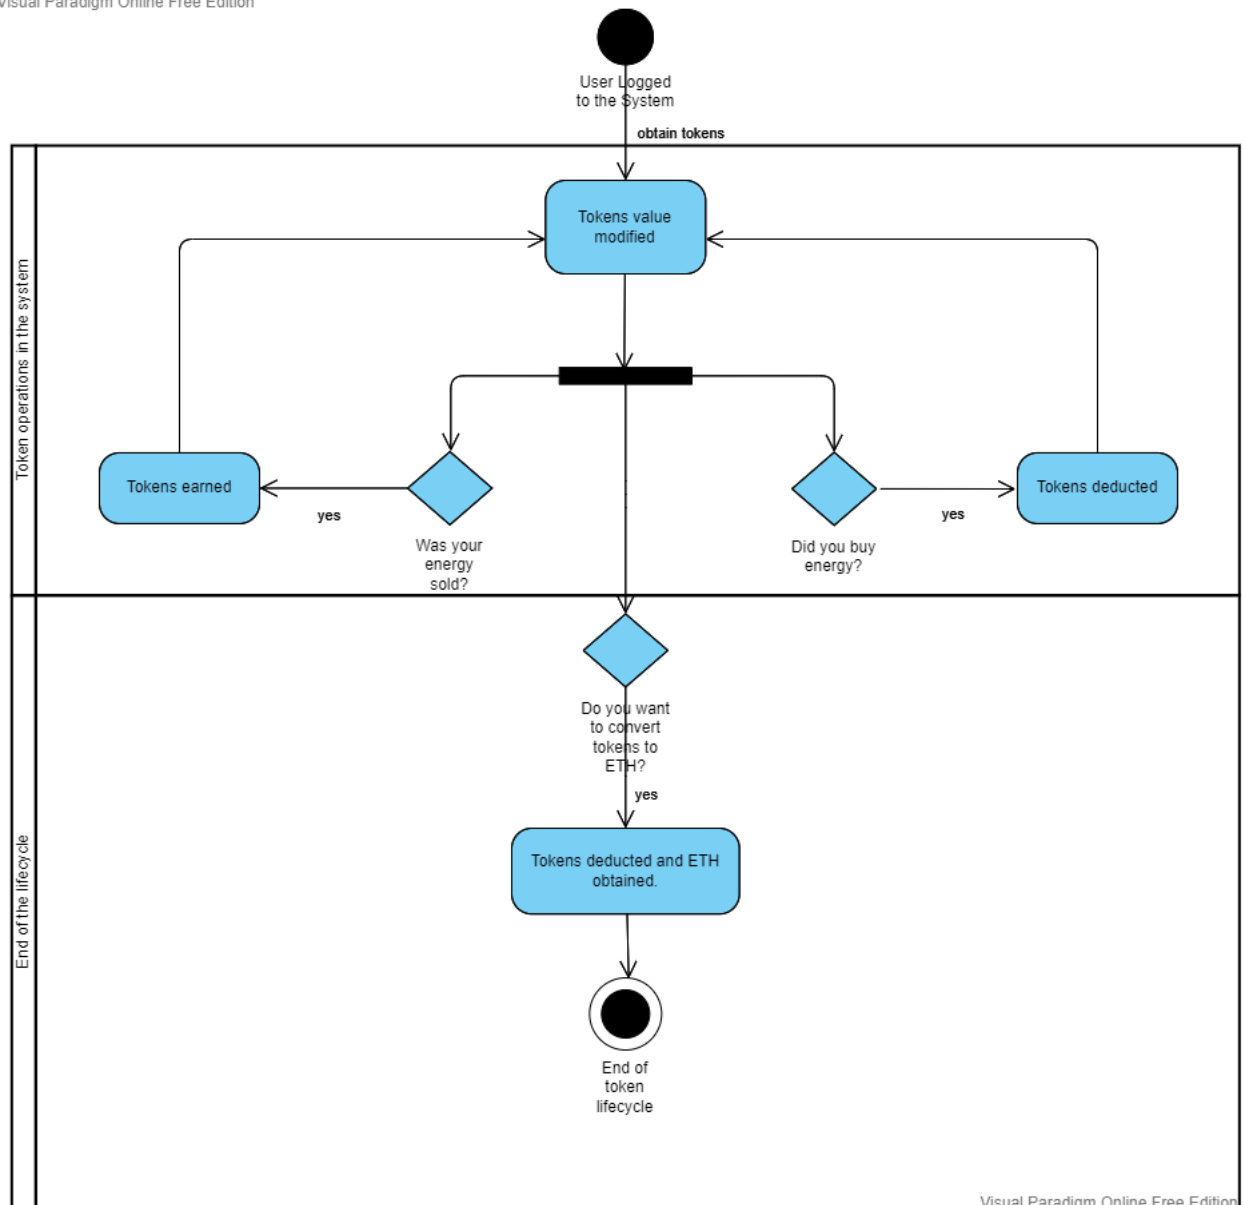 Visual Paradigm Online Free Edition
User Logged
to the System
obtain tokens
Token operations in the system
Tokens value
modified
Tokens earned
yes
Was your
energy
sold?
Did you buy
energy?
yes
Tokens deducted
End of the lifecycle
Do you want
to convert
tokens to
ETH?
yes
Tokens deducted and ETH
obtained.
End of
token
lifecycle
Visual Paradigm Online Free Edition